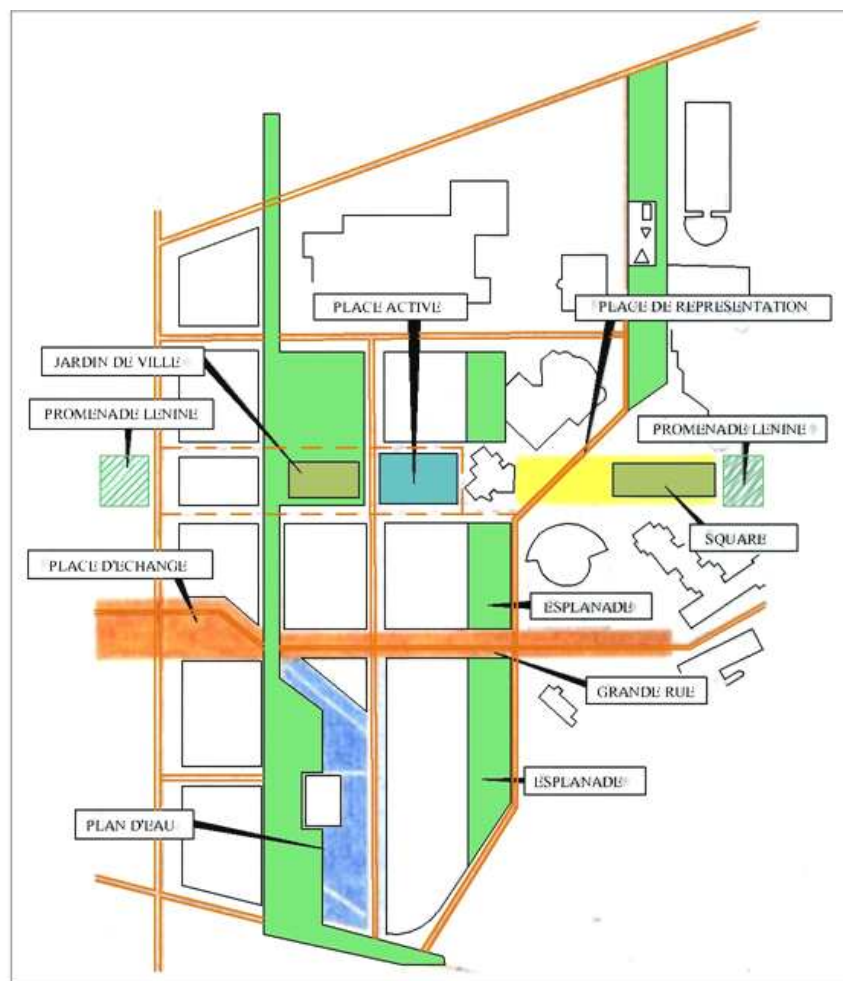 PLACE ACTIVE
PLACE DE REPRESENTATION
JARDIN DE VILLE
PROMENADE LENINE
PROMENADE LENINE
SQUARE
PLACE D'ECHANGE
ESPLANADE
GRANDE RUE
ESPLANADE
PLAN D'EAU